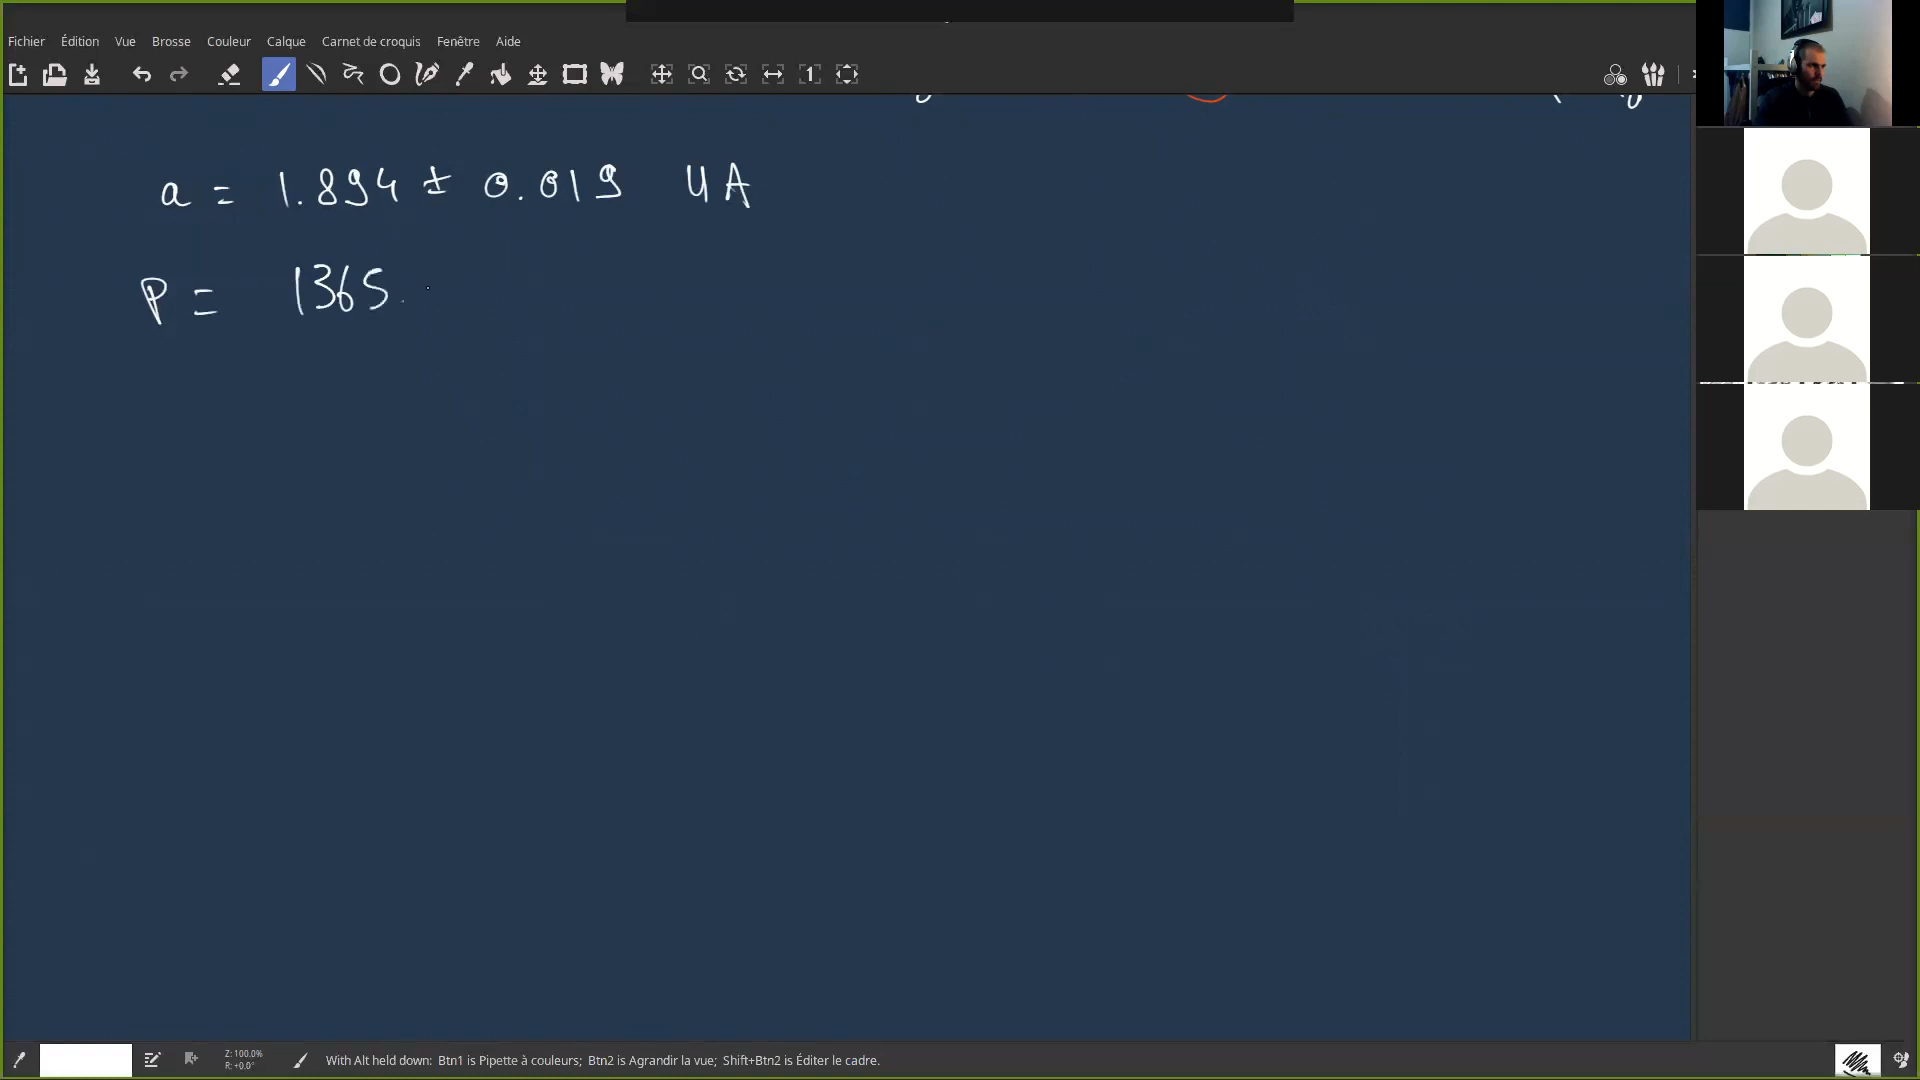 Fichier Édition Vue Brosse Couleur Calque Carnet de croquis Fenêtre Aide
a = 1.894 ± 0.019 UA
P = 1365.
Z: 100.0%
R: +0.0°
With Alt held down: Btn1 is Pipette à couleurs; Btn2 is Agrandir la vue; Shift+Btn2 is Éditer le cadre.